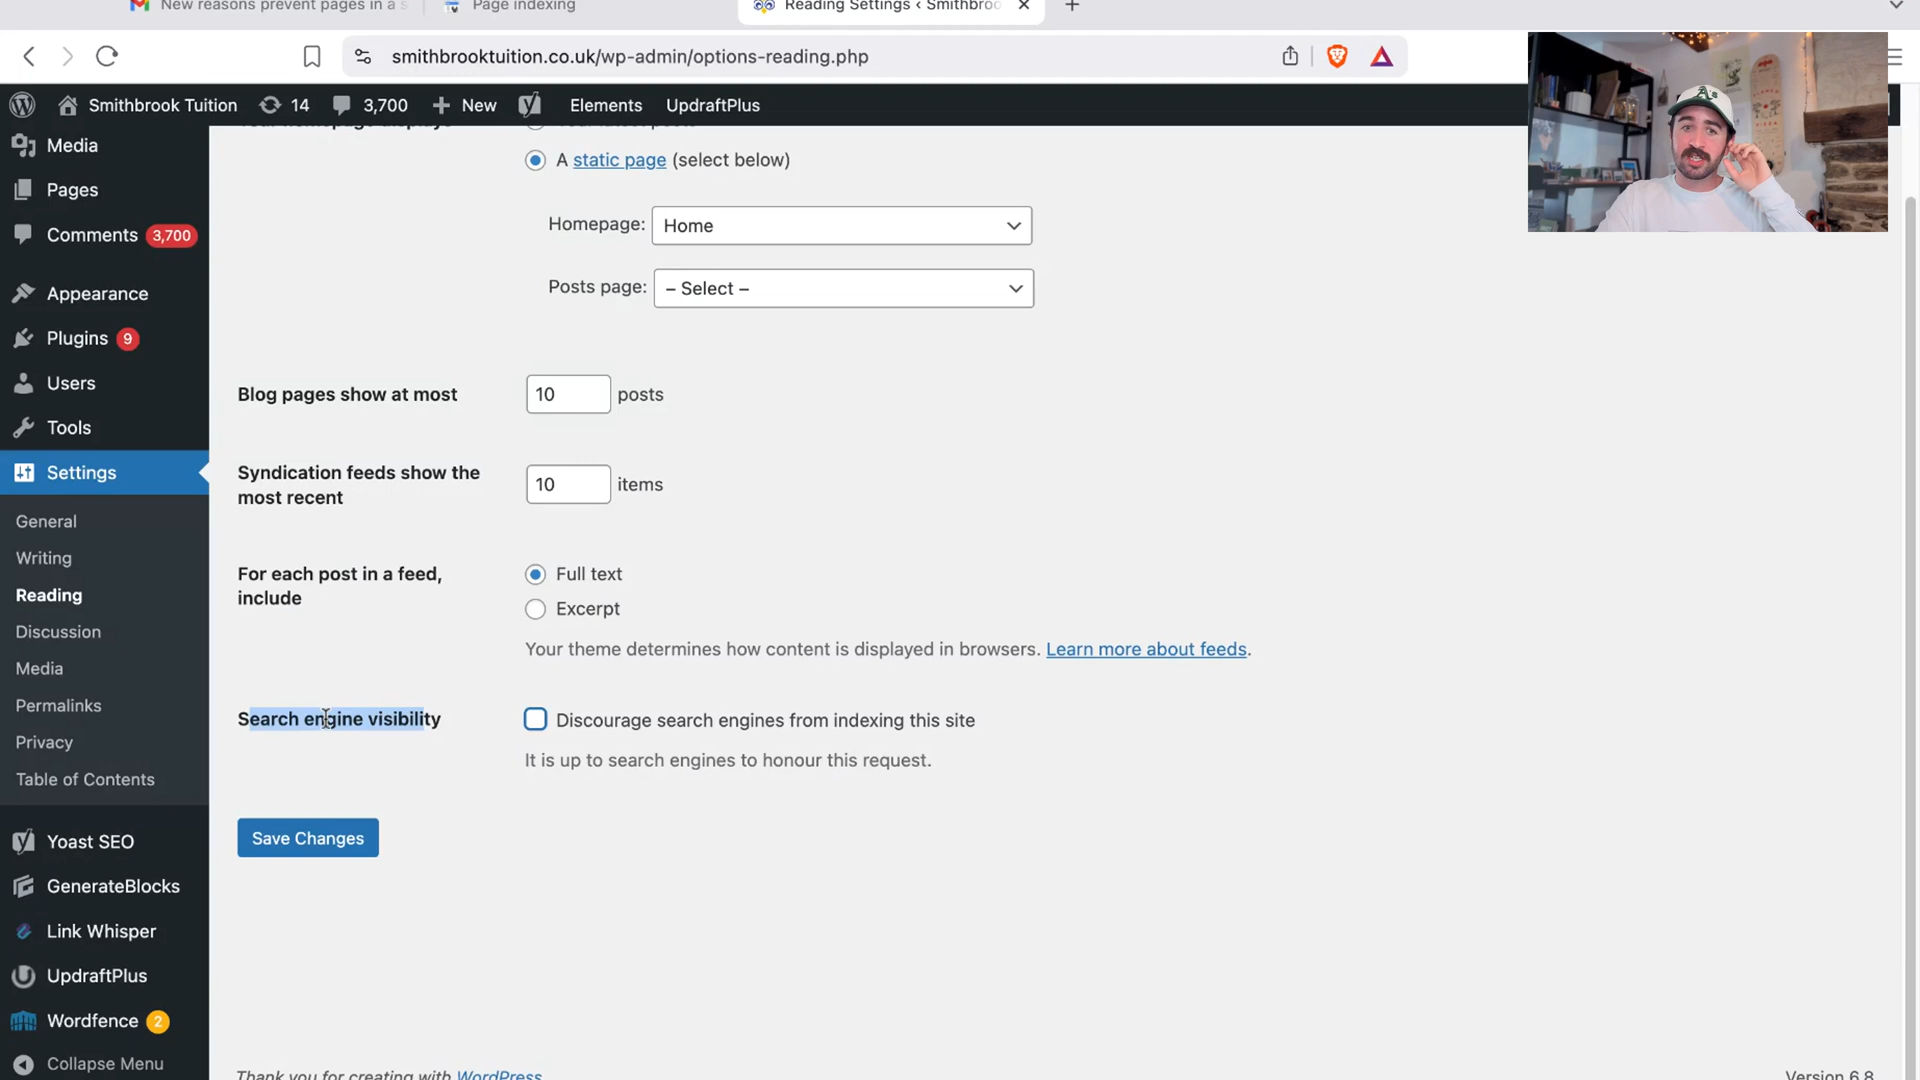 New reasons prevent pages in a s
Page indexing
Reading Settings ‹ Smithbroo
smithbrooktuition.co.uk/wp-admin/options-reading.php
Smithbrook Tuition
14
3,700
New
Elements
UpdraftPlus
Media
Pages
Comments 3,700
Appearance
Plugins 9
Users
Tools
Settings
General
Writing
Reading
Discussion
Media
Permalinks
Privacy
Table of Contents
Yoast SEO
GenerateBlocks
Link Whisper
UpdraftPlus
Wordfence 2
Collapse Menu
A static page (select below)
Homepage: Home
Posts page: – Select –
Blog pages show at most 10 posts
Syndication feeds show the
most recent
10 items
For each post in a feed,
include
Full text
Excerpt
Your theme determines how content is displayed in browsers. Learn more about feeds.
Search engine visibility
Discourage search engines from indexing this site
It is up to search engines to honour this request.
Save Changes
Thank you for creating with WordPress
Version 6.8